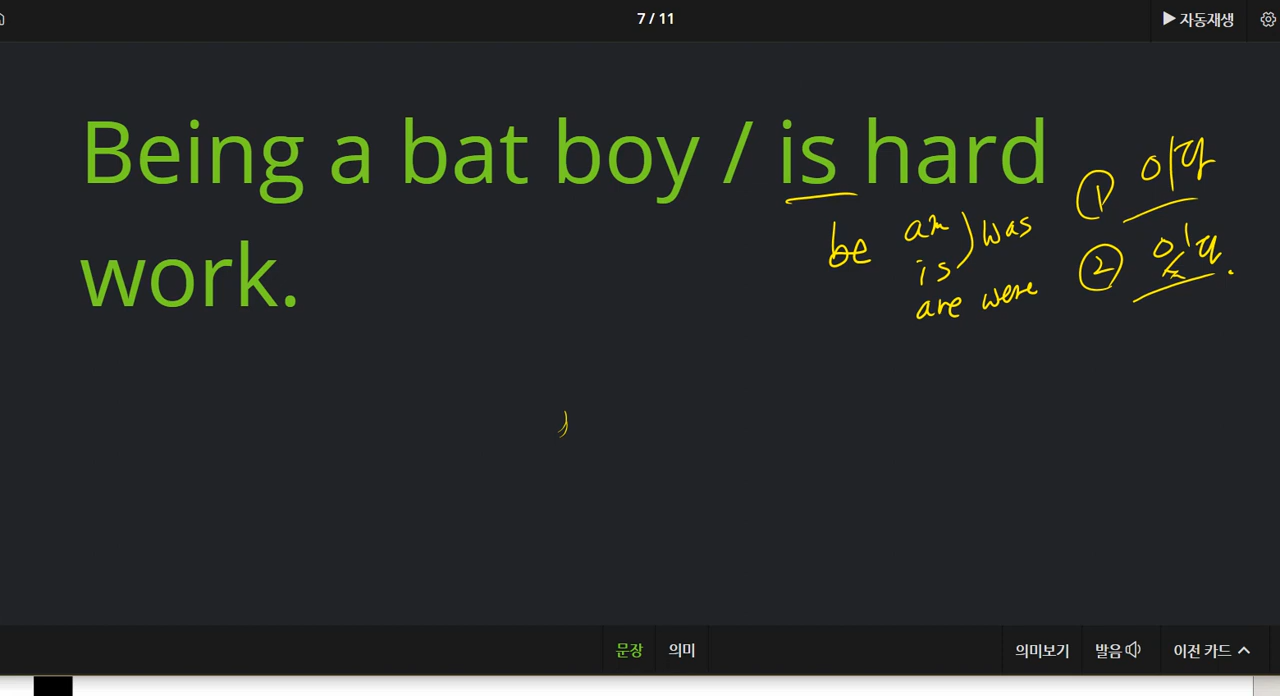 7 / 11
▶ 자동재생
Being a bat boy / is hard
work.
be
am ) was
is
are were
① 이다
② 있다.
문장 의미
의미보기 발음 이전 카드